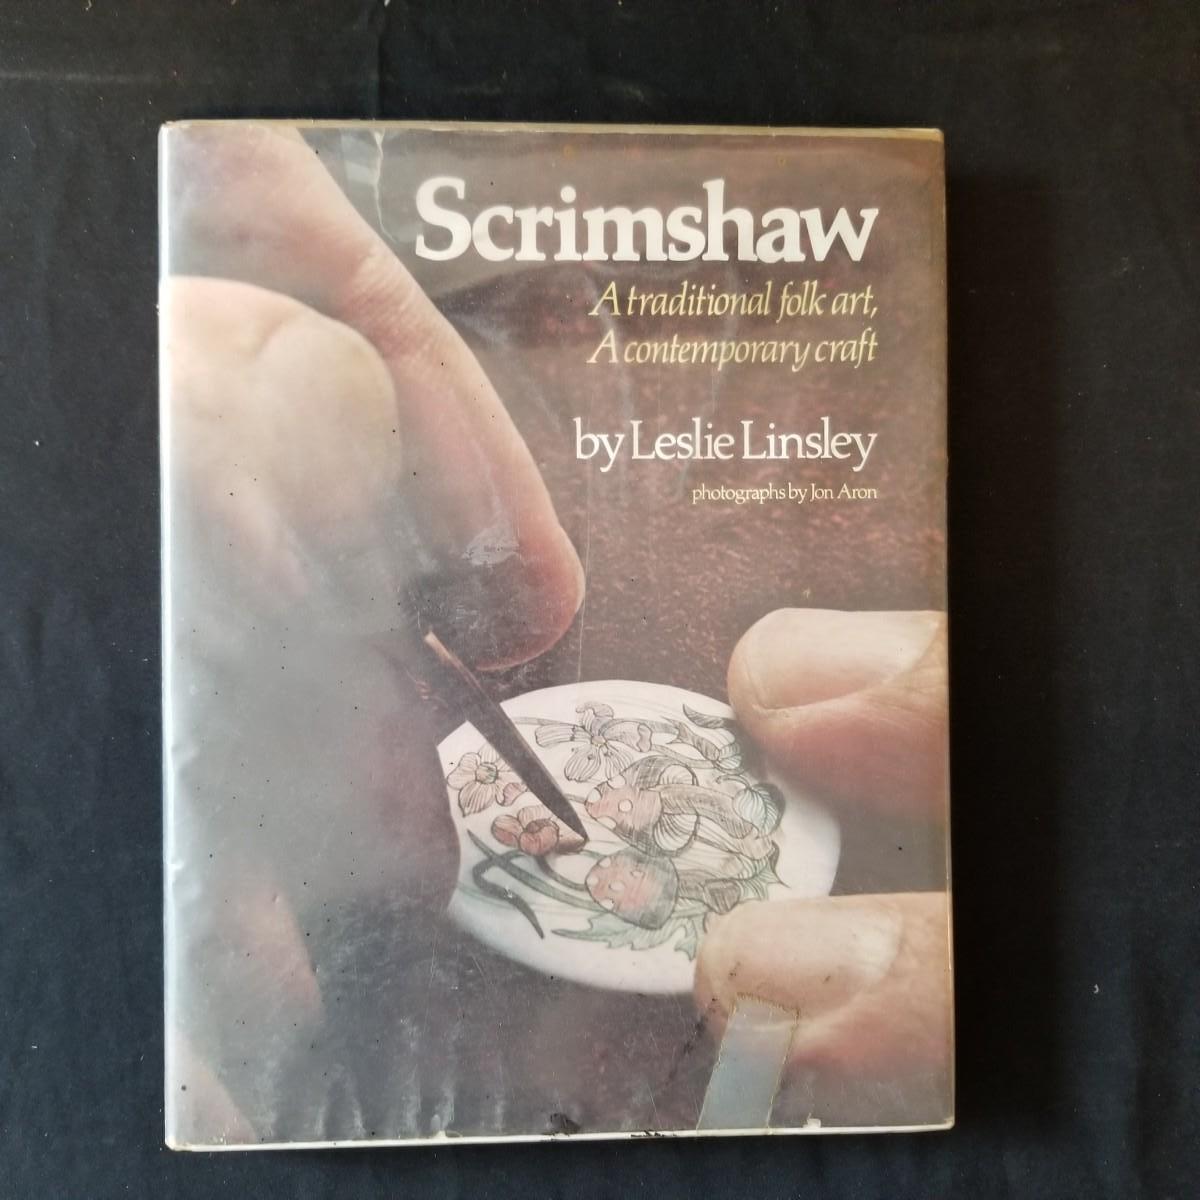 Scrimshaw
A traditional folk art,
A contemporary craft
by Leslie Linsley
photographs by Jon Aron